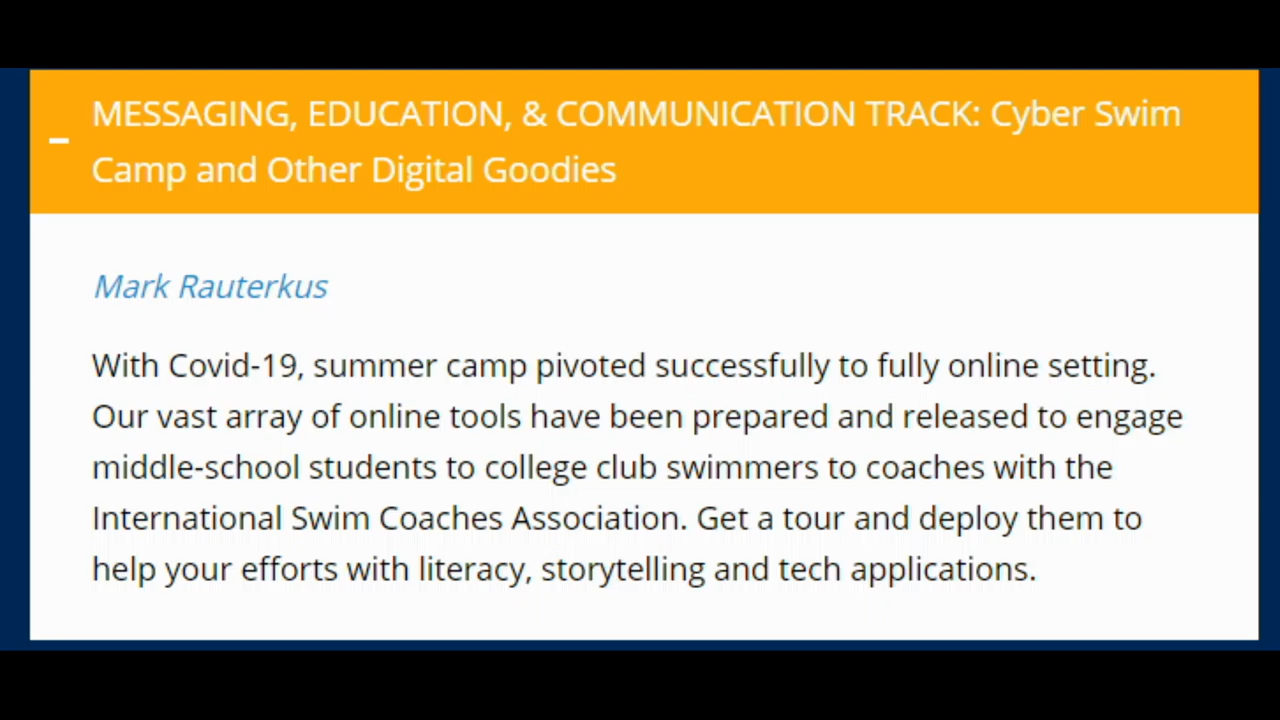 MESSAGING, EDUCATION, & COMMUNICATION TRACK: Cyber Swim
Camp and Other Digital Goodies
Mark Rauterkus
With Covid-19, summer camp pivoted successfully to fully online setting.
Our vast array of online tools have been prepared and released to engage
middle-school students to college club swimmers to coaches with the
International Swim Coaches Association. Get a tour and deploy them to
help your efforts with literacy, storytelling and tech applications.